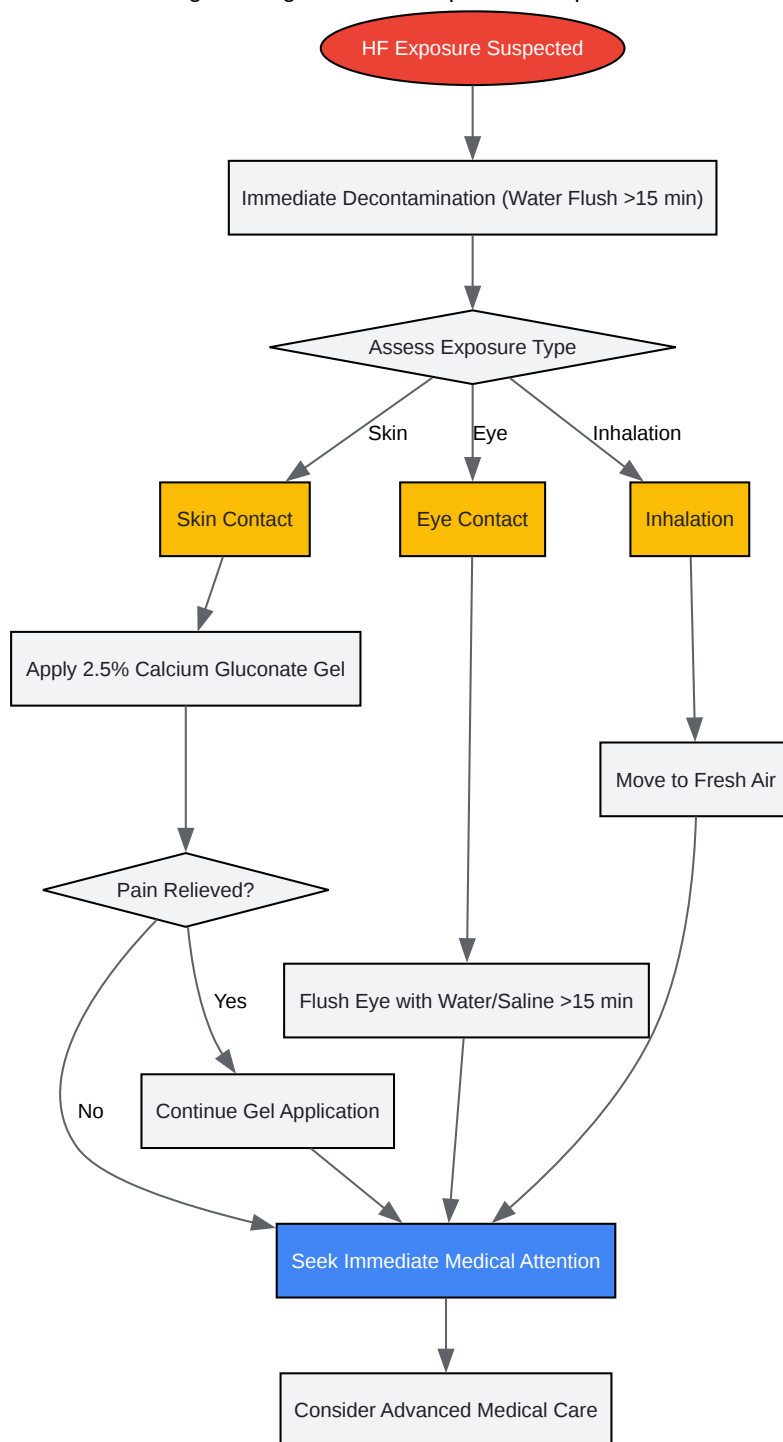 HF Exposure Suspected
Immediate Decontamination (Water Flush >15 min)
Assess Exposure Type
Skin
Eye
Inhalation
Skin Contact
Eye Contact
Inhalation
Apply 2.5% Calcium Gluconate Gel
Move to Fresh Air
Pain Relieved?
Flush Eye with Water/Saline >15 min
Yes
No
Continue Gel Application
Seek Immediate Medical Attention
Consider Advanced Medical Care